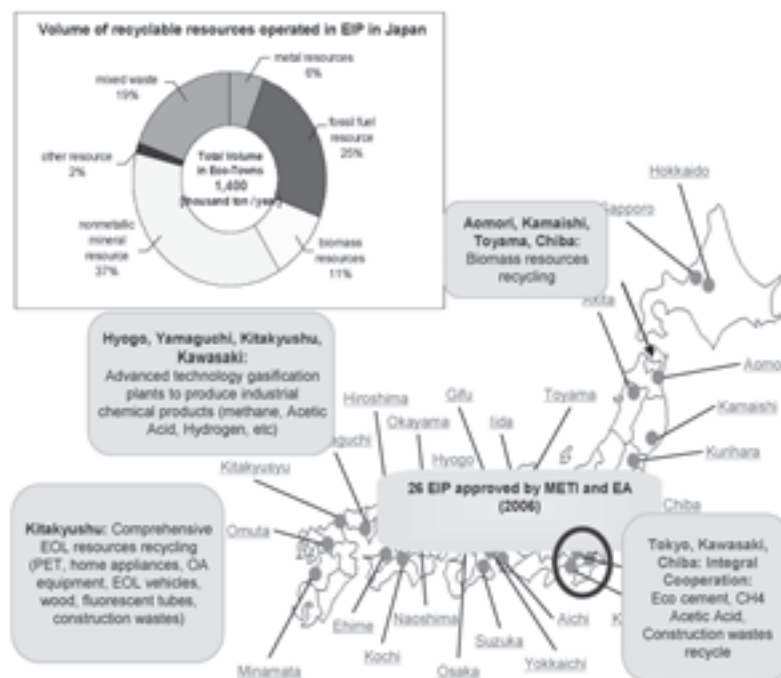 Volume of recyclable resources operated in EIP in Japan
metal resources
6%
mixed waste
19%
fossil fuel
resource
25%
other resource
2%
Total Volume
in Eco-Towns
1,400
[thousand ton / year]
nonmetallic
mineral
resource
37%
biomass
resources
11%
Hokkaido
Sapporo
Aomori, Kamaishi,
Toyama, Chiba:
Biomass resources
recycling
Akita
Hyogo, Yamaguchi, Kitakyushu,
Kawasaki:
Advanced technology gasification
plants to produce industrial
chemical products (methane, Acetic
Acid, Hydrogen, etc)
Aomo
Hiroshima
Gifu
Toyama
Okayama
Iida
Kamaishi
aguchi
Hyogo
Kurihara
Kitakyusyu
26 EIP approved by METI and EA
(2006)
Chiba
Kitakyushu: Comprehensive
EOL resources recycling
(PET, home appliances, OA
equipment, EOL vehicles,
wood, fluorescent tubes,
construction wastes)
Omuta
Tokyo, Kawasaki,
Chiba: Integral
Cooperation:
Eco cement, CH4
Acetic Acid,
Construction wastes
recycle
Ehime
Naoshima
Aichi
K
Kochi
Suzuka
Minamata
Osaka
Yokkaichi